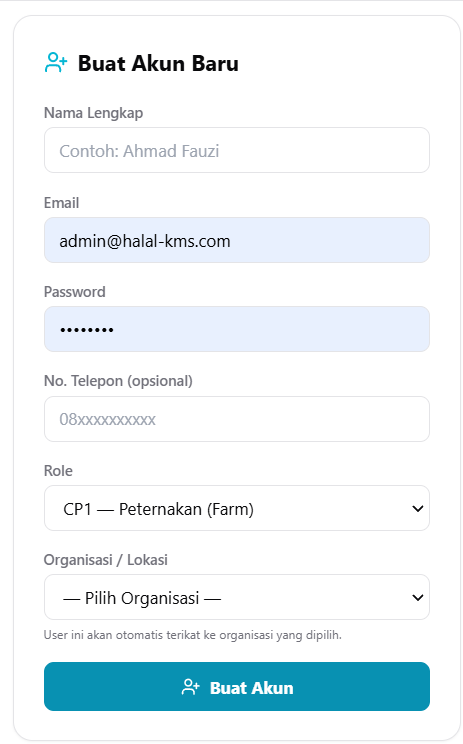 Buat Akun Baru
Nama Lengkap
Contoh: Ahmad Fauzi
Email
admin@halal-kms.com
Password
••••••••
No. Telepon (opsional)
08xxxxxxxxxx
Role
CP1 — Peternakan (Farm)
Organisasi / Lokasi
— Pilih Organisasi —
User ini akan otomatis terikat ke organisasi yang dipilih.
Buat Akun